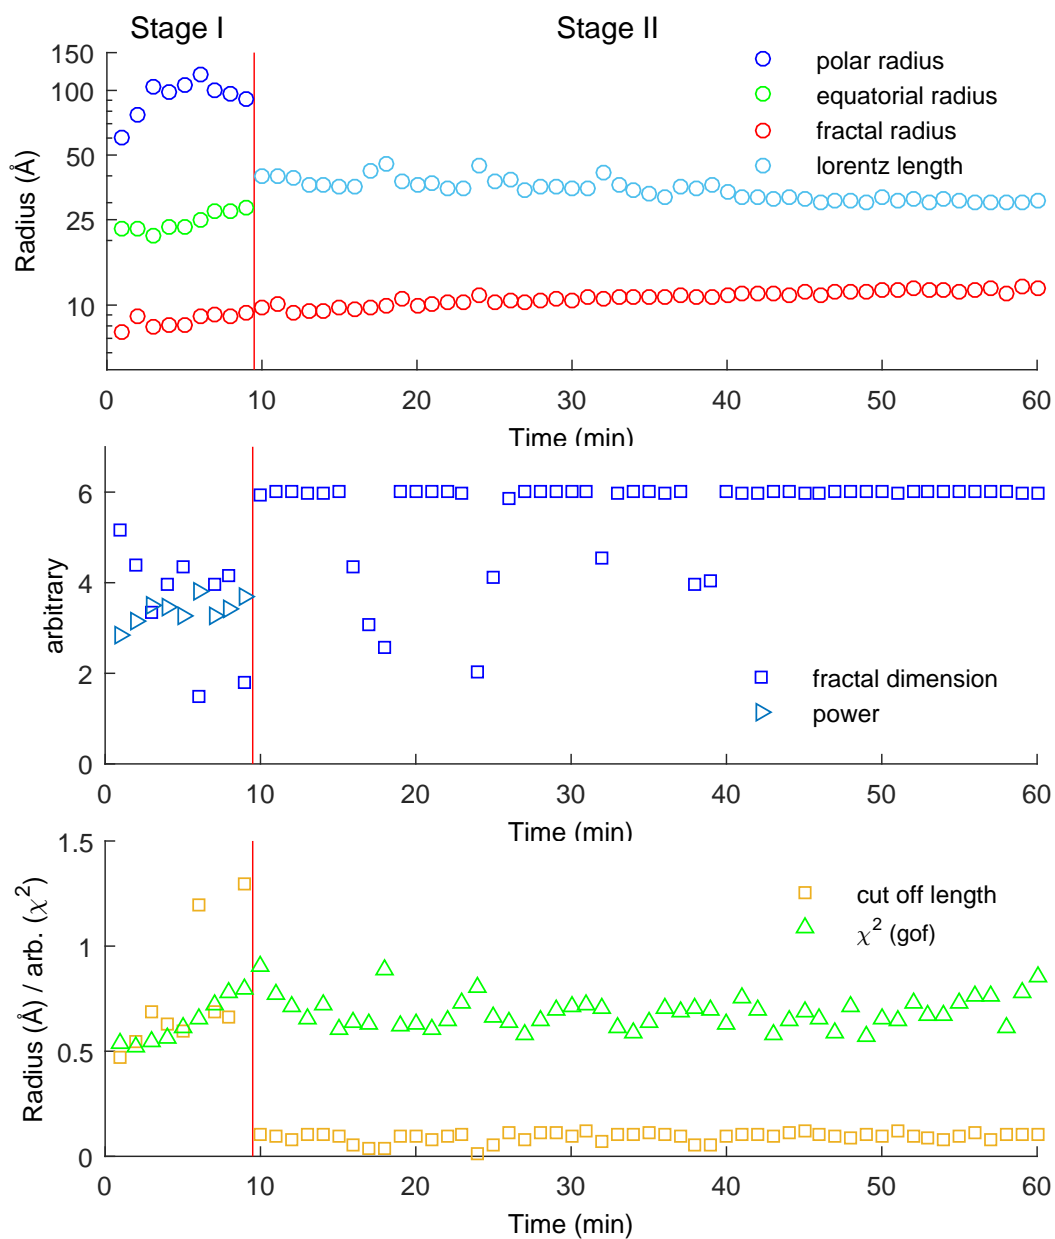 Stage I Stage II
150
100
50
25
10
Radius (Å)
polar radius
equatorial radius
fractal radius
lorentz length
0 10 20 30 40 50 60
Time (min)
6
4
2
0
arbitrary
fractal dimension
power
0 10 20 30 40 50 60
Time (min)
1.5
1
0.5
0
Radius (Å) / arb. (χ²)
cut off length
χ² (gof)
0 10 20 30 40 50 60
Time (min)